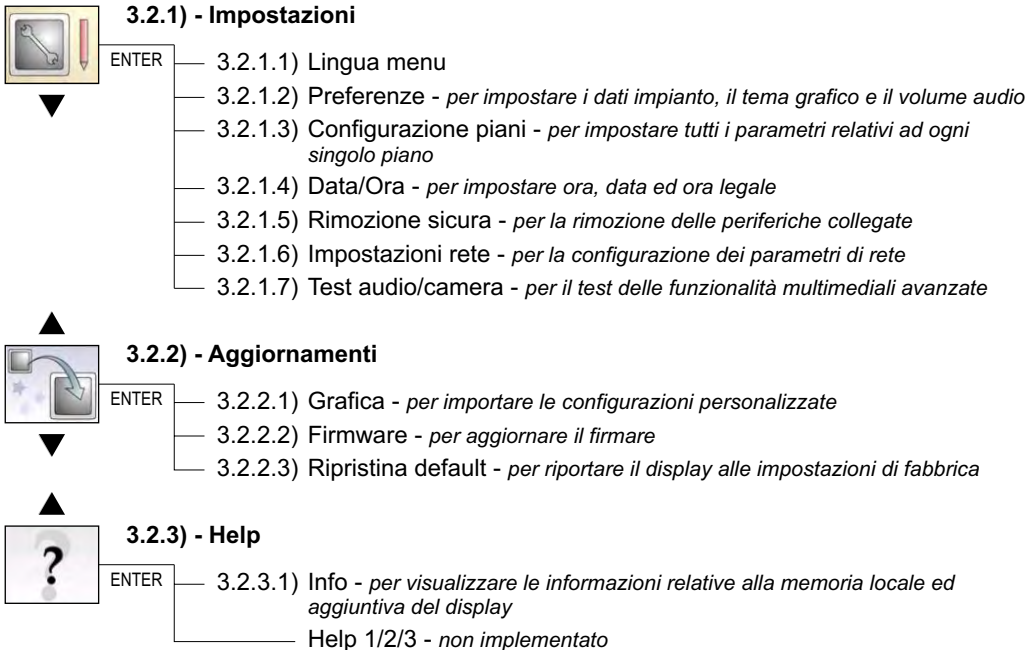 3.2.1) - Impostazioni
ENTER
3.2.1.1) Lingua menu
3.2.1.2) Preferenze - per impostare i dati impianto, il tema grafico e il volume audio
3.2.1.3) Configurazione piani - per impostare tutti i parametri relativi ad ogni
singolo piano
3.2.1.4) Data/Ora - per impostare ora, data ed ora legale
3.2.1.5) Rimozione sicura - per la rimozione delle periferiche collegate
3.2.1.6) Impostazioni rete - per la configurazione dei parametri di rete
3.2.1.7) Test audio/camera - per il test delle funzionalità multimediali avanzate
3.2.2) - Aggiornamenti
ENTER
3.2.2.1) Grafica - per importare le configurazioni personalizzate
3.2.2.2) Firmware - per aggiornare il firmare
3.2.2.3) Ripristina default - per riportare il display alle impostazioni di fabbrica
?
3.2.3) - Help
ENTER
3.2.3.1) Info - per visualizzare le informazioni relative alla memoria locale ed
aggiuntiva del display
Help 1/2/3 - non implementato